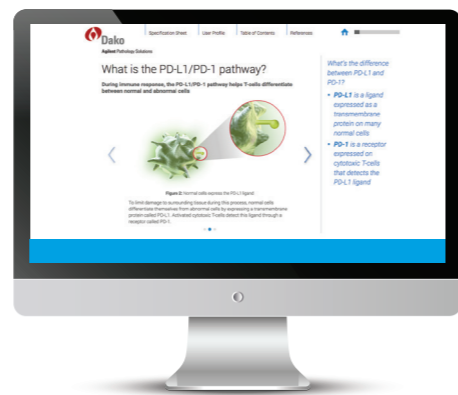 Dako
Agilent Pathology Solutions
Specification Sheet
User Profile
Table of Contents
References
What is the PD-L1/PD-1 pathway?
During immune response, the PD-L1/PD-1 pathway helps T-cells differentiate
between normal and abnormal cells
Figure 2: Normal cells express the PD-L1 ligand
To limit damage to surrounding tissue during this process, normal cells
differentiate themselves from abnormal cells by expressing a transmembrane
protein called PD-L1. Activated cytotoxic T-cells detect the ligand through a
receptor called PD-1.
What's the difference
between PD-L1 and
PD-1?
• PD-L1 is a ligand
expressed as a
transmembrane
protein on many
normal cells
• PD-1 is a receptor
expressed on
cytotoxic T-cells
that detects the
PD-L1 ligand